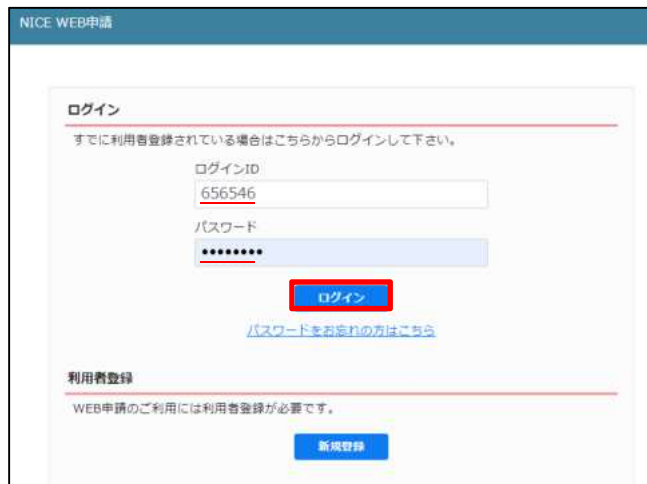 NICE WEB申請
ログイン
すでに利用者登録されている場合はこちらからログインして下さい。
ログインID
656546
パスワード
••••••••
ログイン
パスワードをお忘れの方はこちら
利用者登録
WEB申請のご利用には利用者登録が必要です。
新規登録